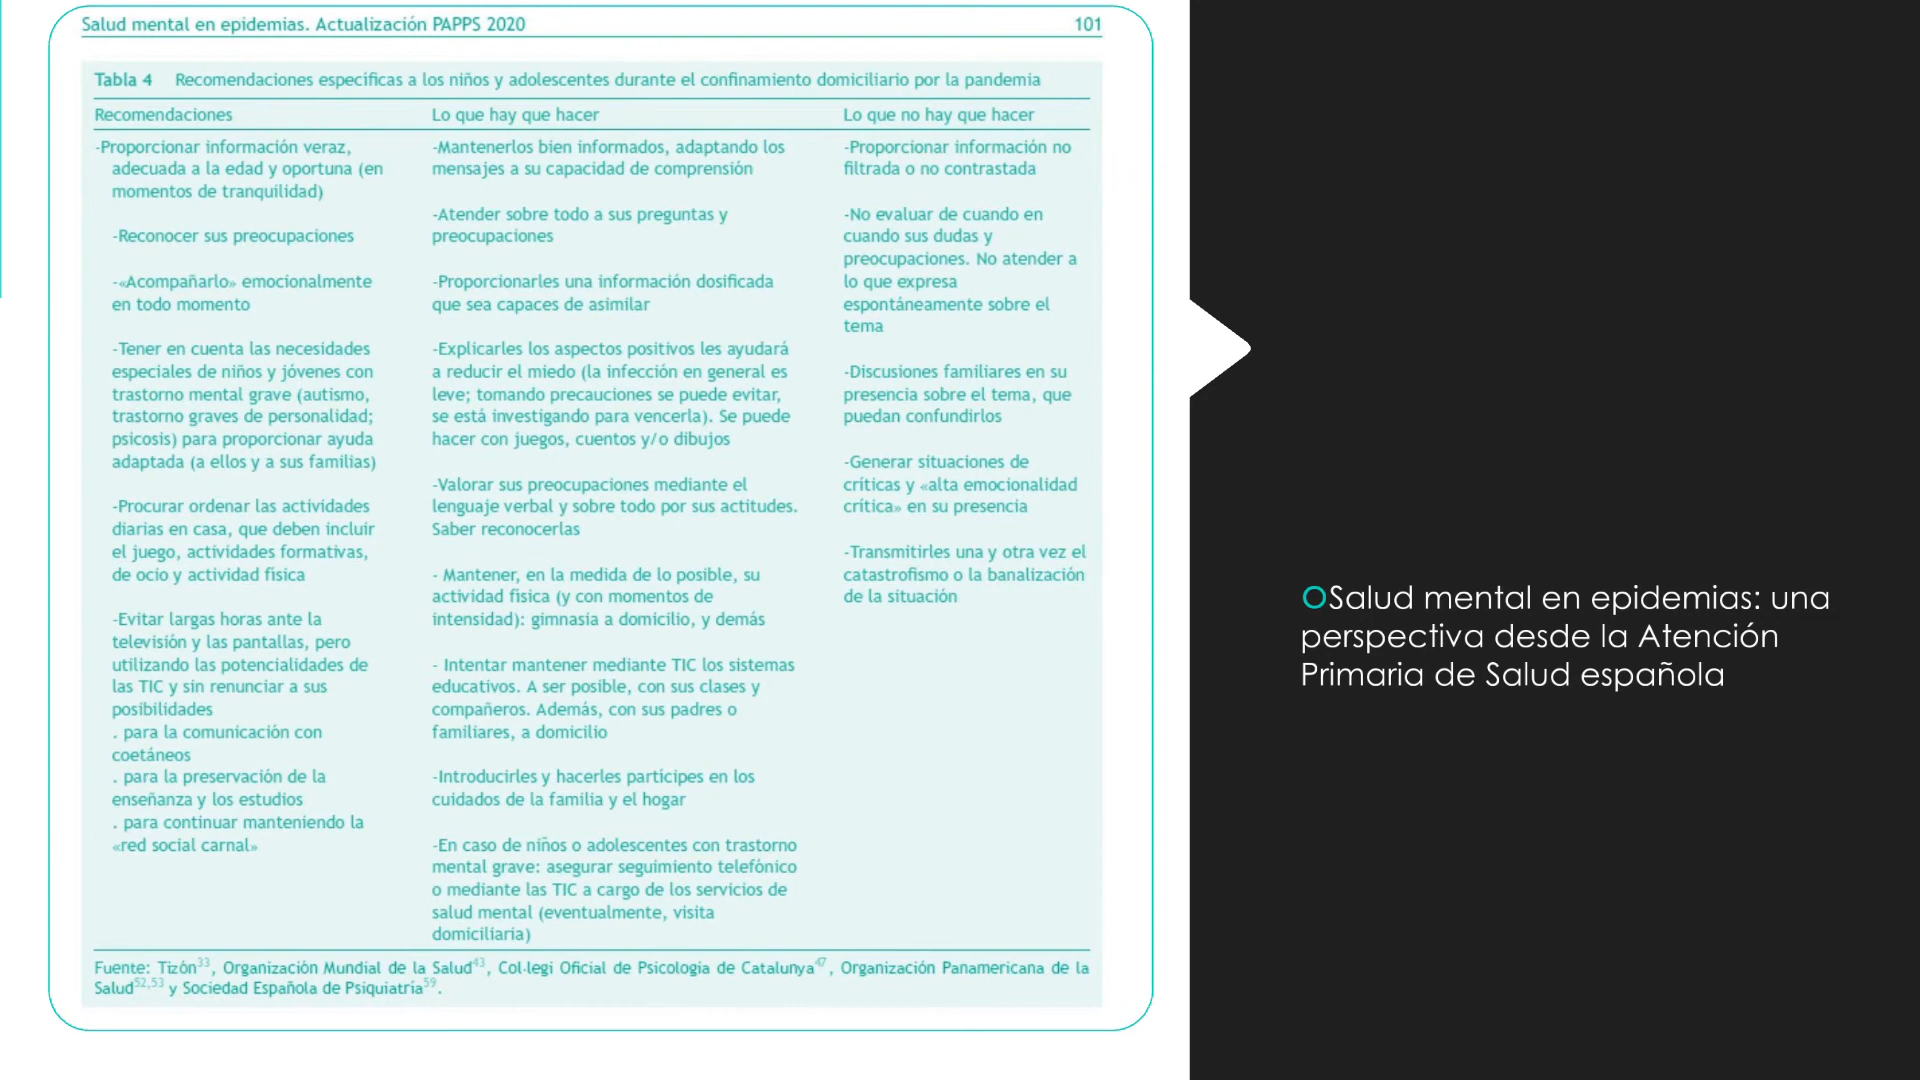 Salud mental en epidemias. Actualización PAPPS 2020 101
Tabla 4 Recomendaciones específicas a los niños y adolescentes durante el confinamiento domiciliario por la pandemia
Recomendaciones Lo que hay que hacer Lo que no hay que hacer
-Proporcionar información veraz,
adecuada a la edad y oportuna (en
momentos de tranquilidad)
-Reconocer sus preocupaciones
-«Acompañarlo» emocionalmente
en todo momento
-Tener en cuenta las necesidades
especiales de niños y jóvenes con
trastorno mental grave (autismo,
trastorno graves de personalidad;
psicosis) para proporcionar ayuda
adaptada (a ellos y a sus familias)
-Procurar ordenar las actividades
diarias en casa, que deben incluir
el juego, actividades formativas,
de ocio y actividad física
-Evitar largas horas ante la
televisión y las pantallas, pero
utilizando las potencialidades de
las TIC y sin renunciar a sus
posibilidades
. para la comunicación con
coetáneos
. para la preservación de la
enseñanza y los estudios
. para continuar manteniendo la
«red social carnal»
-Mantenerlos bien informados, adaptando los
mensajes a su capacidad de comprensión
-Atender sobre todo a sus preguntas y
preocupaciones
-Proporcionarles una información dosificada
que sea capaces de asimilar
-Explicarles los aspectos positivos les ayudará
a reducir el miedo (la infección en general es
leve; tomando precauciones se puede evitar,
se está investigando para vencerla). Se puede
hacer con juegos, cuentos y/o dibujos
-Valorar sus preocupaciones mediante el
lenguaje verbal y sobre todo por sus actitudes.
Saber reconocerlas
- Mantener, en la medida de lo posible, su
actividad física (y con momentos de
intensidad): gimnasia a domicilio, y demás
- Intentar mantener mediante TIC los sistemas
educativos. A ser posible, con sus clases y
compañeros. Además, con sus padres o
familiares, a domicilio
-Introducirles y hacerles partícipes en los
cuidados de la familia y el hogar
-En caso de niños o adolescentes con trastorno
mental grave: asegurar seguimiento telefónico
o mediante las TIC a cargo de los servicios de
salud mental (eventualmente, visita
domiciliaria)
-Proporcionar información no
filtrada o no contrastada
-No evaluar de cuando en
cuando sus dudas y
preocupaciones. No atender a
lo que expresa
espontáneamente sobre el
tema
-Discusiones familiares en su
presencia sobre el tema, que
puedan confundirlos
-Generar situaciones de
críticas y «alta emocionalidad
crítica» en su presencia
-Transmitirles una y otra vez el
catastrofismo o la banalización
de la situación
Fuente: Tizón33, Organización Mundial de la Salud43, Col·legi Oficial de Psicologia de Catalunya47, Organización Panamericana de la
Salud52,53 y Sociedad Española de Psiquiatría59.
Salud mental en epidemias: una
perspectiva desde la Atención
Primaria de Salud española